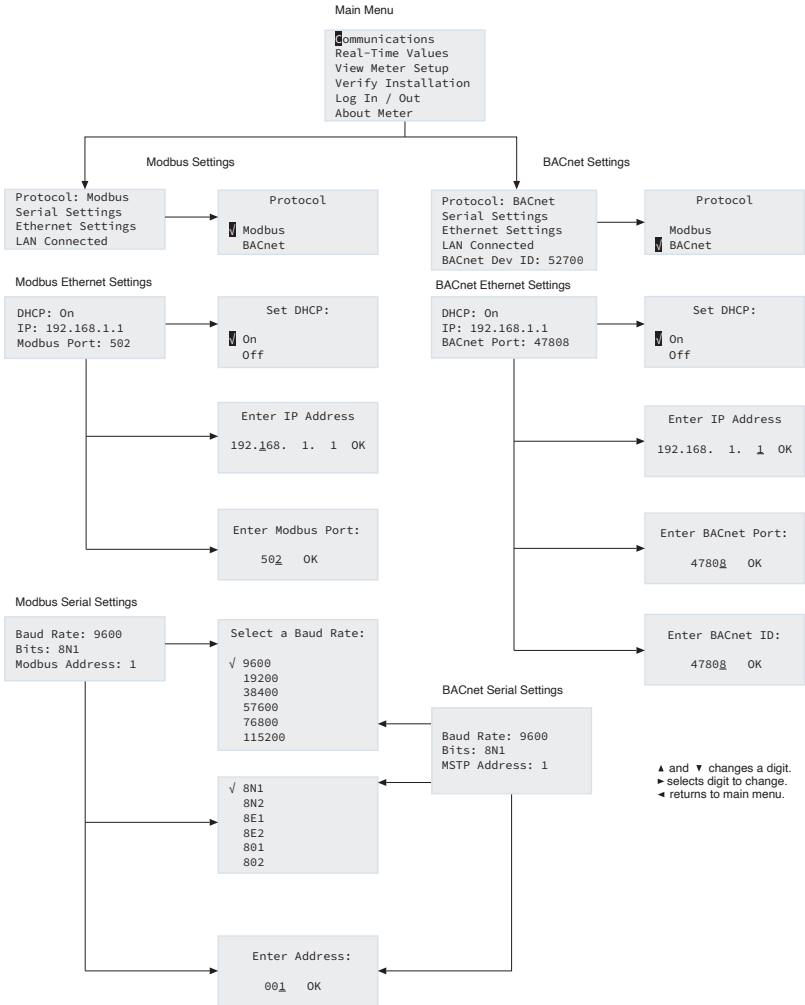 Main Menu
Communications
Real-Time Values
View Meter Setup
Verify Installation
Log In / Out
About Meter
Modbus Settings
Protocol: Modbus
Serial Settings
Ethernet Settings
LAN Connected
Protocol
√ Modbus
BACnet
BACnet Settings
Protocol: BACnet
Serial Settings
Ethernet Settings
LAN Connected
BACnet Dev ID: 52700
Protocol
Modbus
√ BACnet
Modbus Ethernet Settings
DHCP: On
IP: 192.168.1.1
Modbus Port: 502
Set DHCP:
√ On
Off
Enter IP Address
192.168. 1. 1 OK
Enter Modbus Port:
502 OK
BACnet Ethernet Settings
DHCP: On
IP: 192.168.1.1
BACnet Port: 47808
Set DHCP:
√ On
Off
Enter IP Address
192.168. 1. 1 OK
Enter BACnet Port:
47808 OK
Enter BACnet ID:
47808 OK
Modbus Serial Settings
Baud Rate: 9600
Bits: 8N1
Modbus Address: 1
Select a Baud Rate:
√ 9600
19200
38400
57600
76800
115200
√ 8N1
8N2
8E1
8E2
801
802
Enter Address:
001 OK
BACnet Serial Settings
Baud Rate: 9600
Bits: 8N1
MSTP Address: 1
▲ and ▼ changes a digit.
► selects digit to change.
◄ returns to main menu.